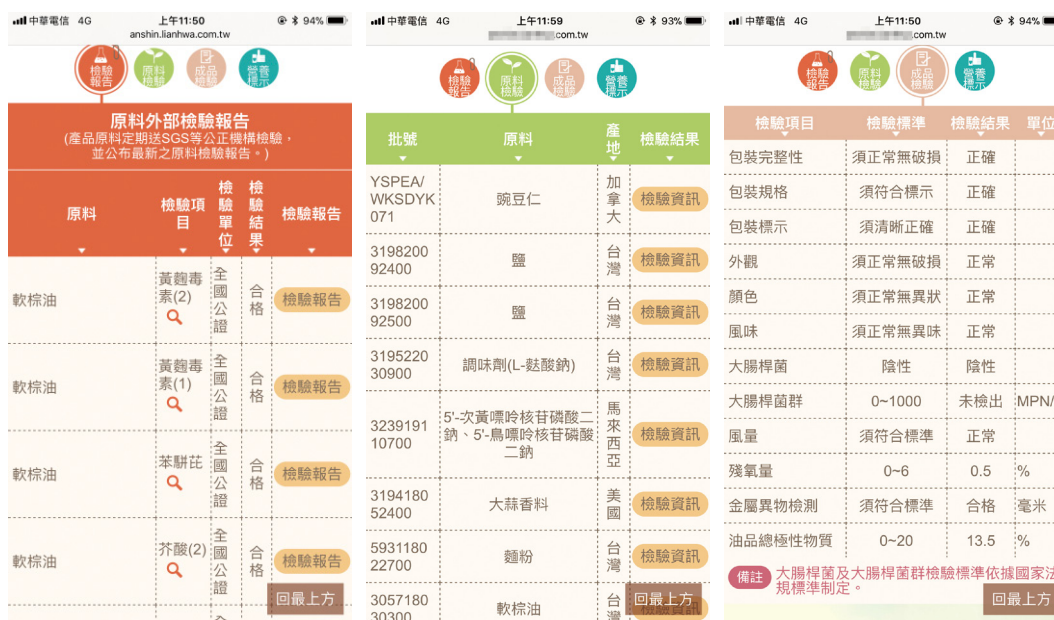 中華電信 4G 上午11:50 94%
anshin.lianhwa.com.tw
檢驗報告 原料檢驗 成品檢驗 營養標示
原料外部檢驗報告
(產品原料定期送SGS等公正機構檢驗，
並公布最新之原料檢驗報告。)
原料 檢驗項目 檢驗單位 檢驗結果 檢驗報告
軟棕油 黃麴毒素(2) 全國公證 合格 檢驗報告
軟棕油 黃麴毒素(1) 全國公證 合格 檢驗報告
軟棕油 苯駢芘 全國公證 合格 檢驗報告
軟棕油 芥酸(2) 全國公證 合格 檢驗報告
回最上方
中華電信 4G 上午11:59 93%
.com.tw
檢驗報告 原料檢驗 成品檢驗 營養標示
批號 原料 產地 檢驗結果
YSPEA/
WKSDYK
071 豌豆仁 加拿大 檢驗資訊
3198200
92400 鹽 台灣 檢驗資訊
3198200
92500 鹽 台灣 檢驗資訊
3195220
30900 調味劑(L-麩酸鈉) 台灣 檢驗資訊
3239191
10700 5'-次黃嘌呤核苷磷酸二
鈉、5'-鳥嘌呤核苷磷酸
二鈉 馬來西亞 檢驗資訊
3194180
52400 大蒜香料 美國 檢驗資訊
5931180
22700 麵粉 台灣 檢驗資訊
3057180
30300 軟棕油 台灣
回最上方
中華電信 4G 上午11:50 94%
.com.tw
檢驗報告 原料檢驗 成品檢驗 營養標示
檢驗項目 檢驗標準 檢驗結果 單位
包裝完整性 須正常無破損 正確
包裝規格 須符合標示 正確
包裝標示 須清晰正確 正確
外觀 須正常無破損 正常
顏色 須正常無異狀 正常
風味 須正常無異味 正常
大腸桿菌 陰性 陰性
大腸桿菌群 0~1000 未檢出 MPN/
風量 須符合標準 正常
殘氧量 0~6 0.5 %
金屬異物檢測 須符合標準 合格 毫米
油品總極性物質 0~20 13.5 %
備註 大腸桿菌及大腸桿菌群檢驗標準依據國家法
規標準制定。
回最上方